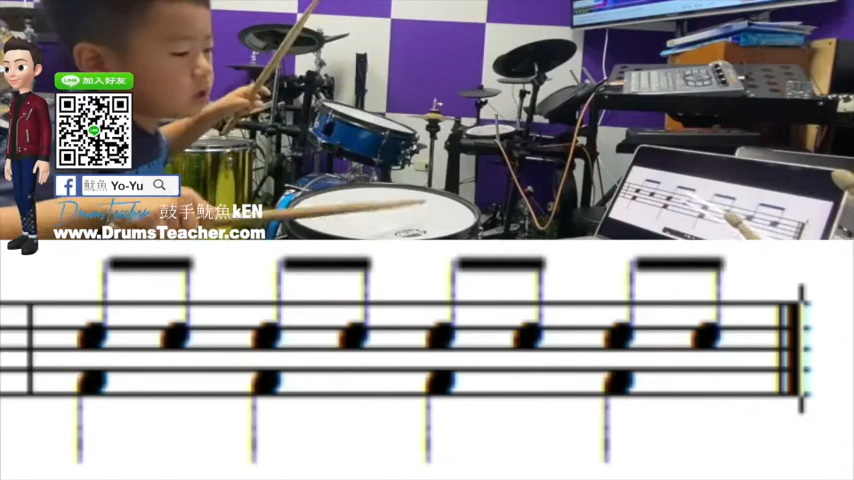 LINE 加入好友
魷魚 Yo-Yu
Drumsteacher 鼓手魷魚kEN
www.DrumsTeacher.com